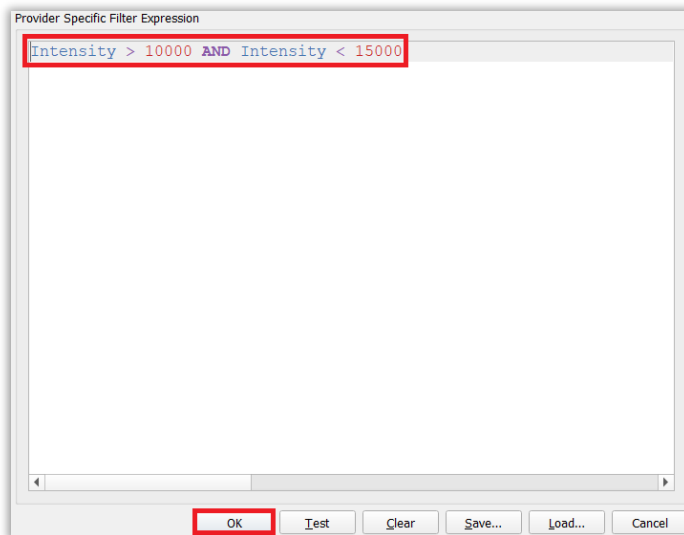 Provider Specific Filter Expression
Intensity > 10000 AND Intensity < 15000
OK Test Clear Save... Load... Cancel